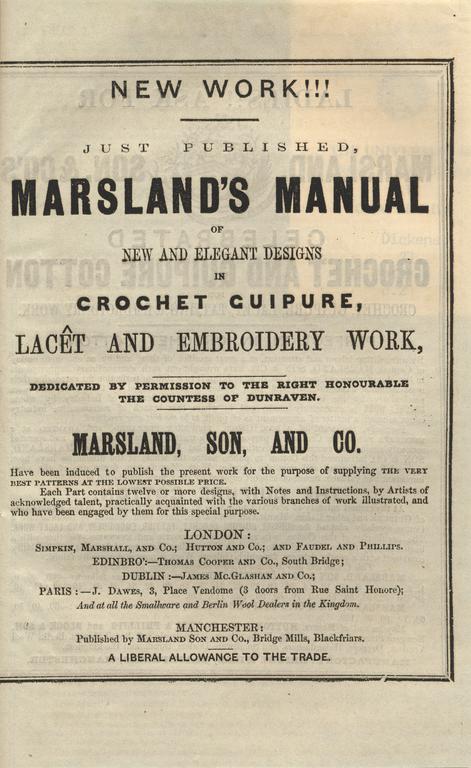 NEW WORK!!!
JUST PUBLISHED,
MARSLAND'S MANUAL
OF
NEW AND ELEGANT DESIGNS
IN
CROCHET GUIPURE,
LACÊT AND EMBROIDERY WORK,
DEDICATED BY PERMISSION TO THE RIGHT HONOURABLE
THE COUNTESS OF DUNRAVEN.
MARSLAND, SON, AND CO.
Have been induced to publish the present work for the purpose of supplying THE VERY
BEST PATTERNS AT THE LOWEST POSSIBLE PRICE.
Each Part contains twelve or more designs, with Notes and Instructions, by Artists of
acknowledged talent, practically acquainted with the various branches of work illustrated, and
who have been engaged by them for this special purpose.
LONDON:
SIMPKIN, MARSHALL, AND CO.; HUTTON AND CO.; AND FAUDEL AND PHILLIPS.
EDINBRO':—THOMAS COOPER AND CO., South Bridge;
DUBLIN:—JAMES MC.GLASHAN AND CO.;
PARIS:—J. DAWES, 3, Place Vendome (3 doors from Rue Saint Honore);
And at all the Smallware and Berlin Wool Dealers in the Kingdom.
MANCHESTER:
Published by MARSLAND SON AND CO., Bridge Mills, Blackfriars.
A LIBERAL ALLOWANCE TO THE TRADE.